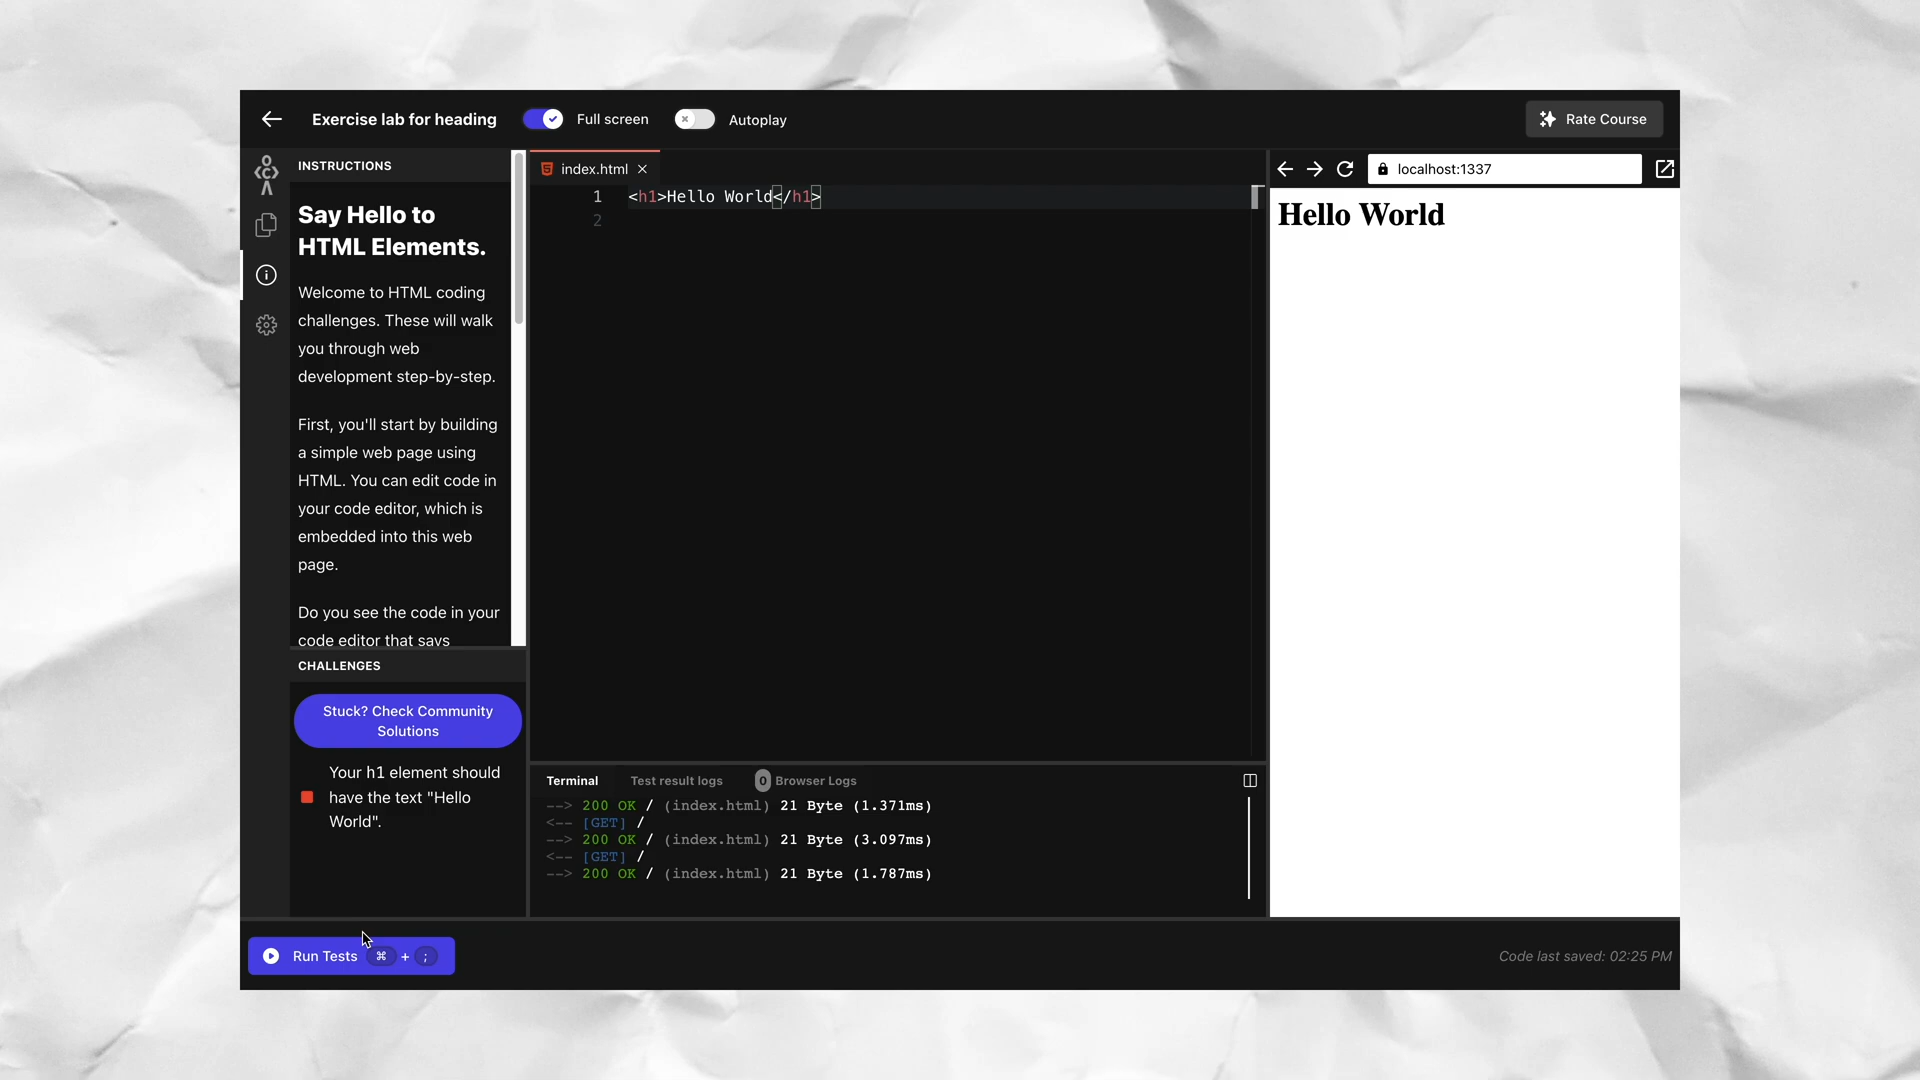 Exercise lab for heading
Full screen
Autoplay
Rate Course
INSTRUCTIONS
Say Hello to
HTML Elements.
Welcome to HTML coding
challenges. These will walk
you through web
development step-by-step.
First, you'll start by building
a simple web page using
HTML. You can edit code in
your code editor, which is
embedded into this web
page.
Do you see the code in your
code editor that says
CHALLENGES
Stuck? Check Community
Solutions
Your h1 element should
have the text "Hello
World".
index.html
1 <h1>Hello World</h1>
2
Terminal
Test result logs
0 Browser Logs
--> 200 OK / (index.html) 21 Byte (1.371ms)
<-- [GET] /
--> 200 OK / (index.html) 21 Byte (3.097ms)
<-- [GET] /
--> 200 OK / (index.html) 21 Byte (1.787ms)
localhost:1337
Hello World
Run Tests ⌘ + ;
Code last saved: 02:25 PM